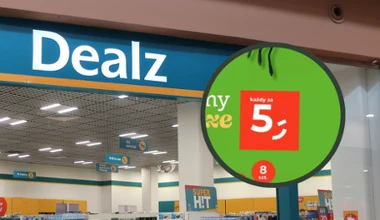 Dealz
ny
ze
każdy za
5,-
8
szt.
SUPER
HIT